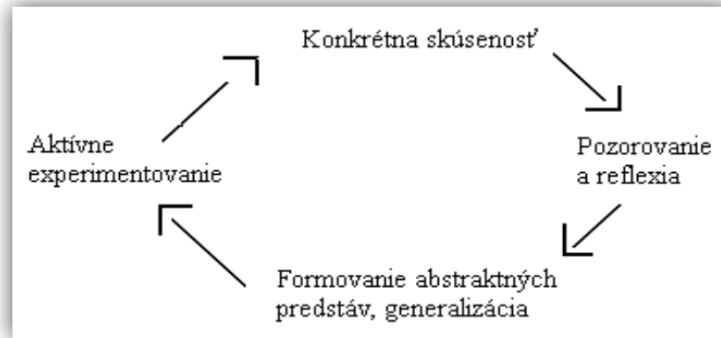 Konkrétna skúsenosť
Pozorovanie
a reflexia
Formovanie abstraktných
predstáv, generalizácia
Aktívne
experimentovanie